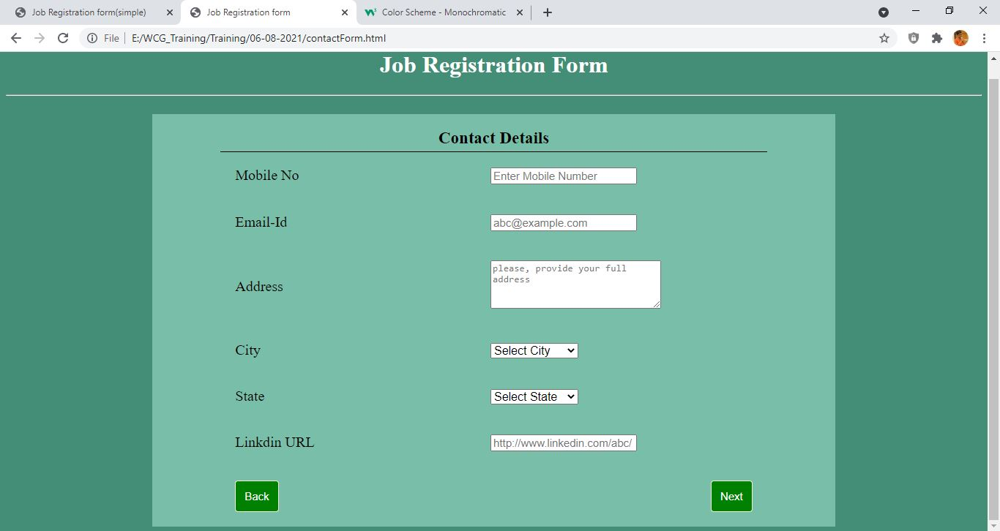 Job Registration form(simple)
Job Registration form
Color Scheme - Monochromatic
File
E:/WCG_Training/Training/06-08-2021/contactForm.html
Job Registration Form
Contact Details
Mobile No
Enter Mobile Number
Email-Id
abc@example.com
Address
please, provide your full
address
City
Select City
State
Select State
Linkdin URL
http://www.linkedin.com/abc/
Back
Next